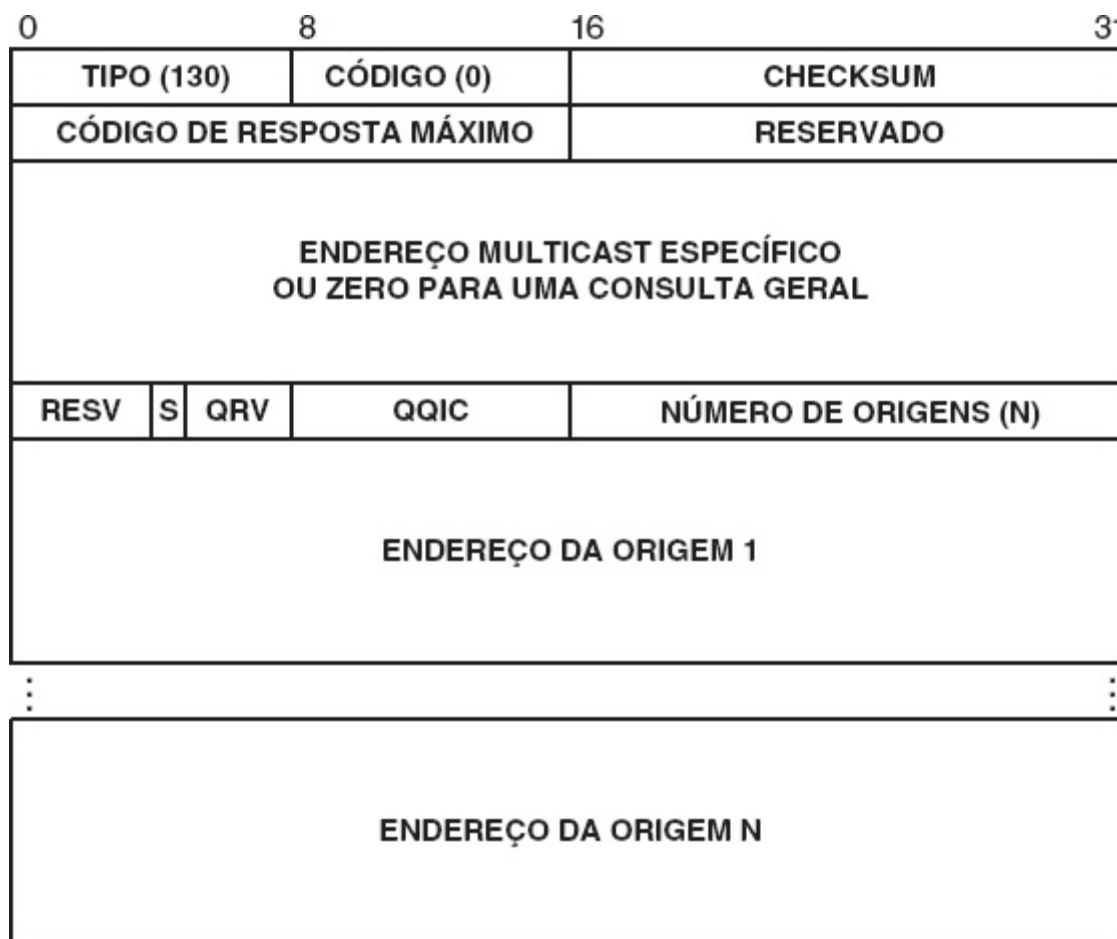 0 8 16 31
TIPO (130) CÓDIGO (0) CHECKSUM
CÓDIGO DE RESPOSTA MÁXIMO RESERVADO
ENDEREÇO MULTICAST ESPECÍFICO
OU ZERO PARA UMA CONSULTA GERAL
RESV S QRV QQIC NÚMERO DE ORIGENS (N)
ENDEREÇO DA ORIGEM 1
ENDEREÇO DA ORIGEM N